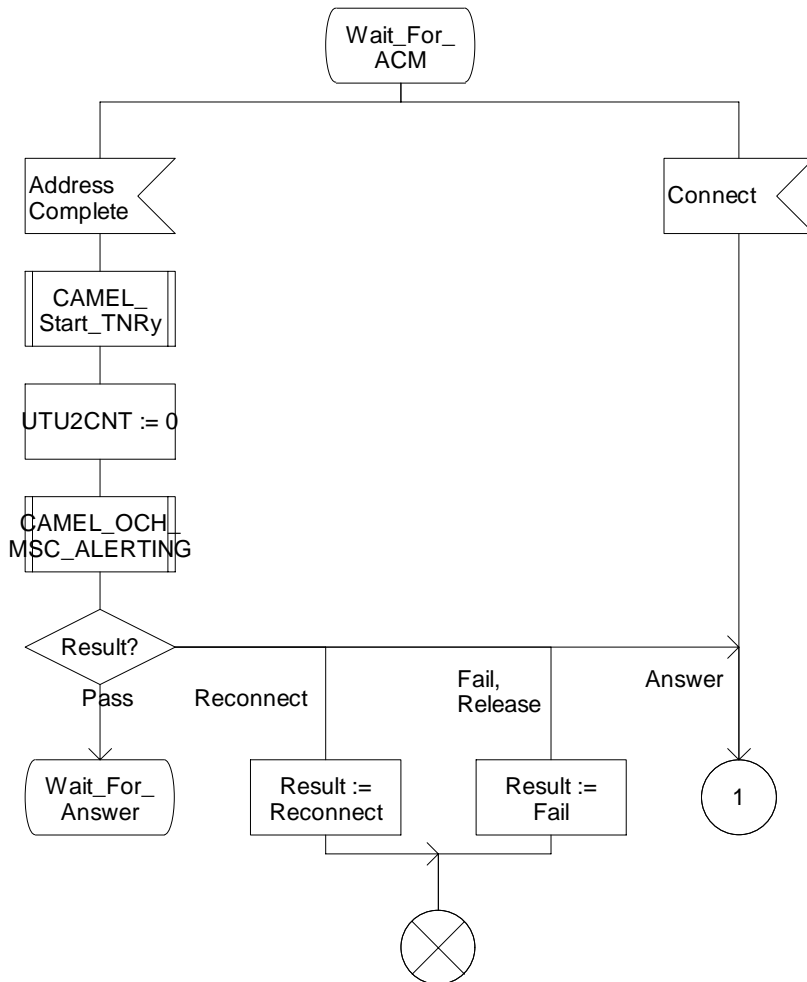 Wait_For_
ACM
Address
Complete
Connect
CAMEL_
Start_TNRy
UTU2CNT := 0
CAMEL_OCH_
MSC_ALERTING
Result?
Pass
Reconnect
Fail,
Release
Answer
Wait_For_
Answer
Result :=
Reconnect
Result :=
Fail
1